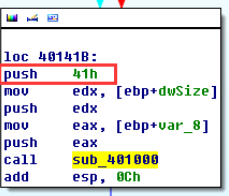 loc_40141B:
push 41h
mov edx, [ebp+dwSize]
push edx
mov eax, [ebp+var_8]
push eax
call sub_401000
add esp, 0Ch